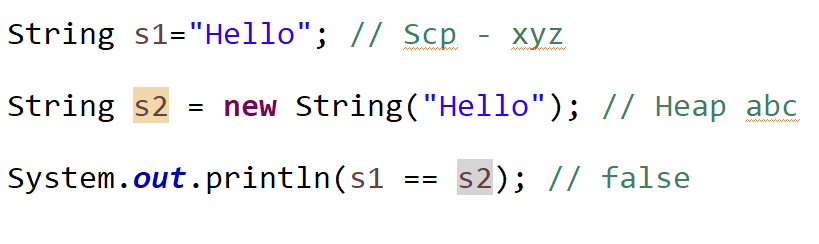 String s1="Hello"; // Scp - xyz
String s2 = new String("Hello"); // Heap abc
System.out.println(s1 == s2); // false